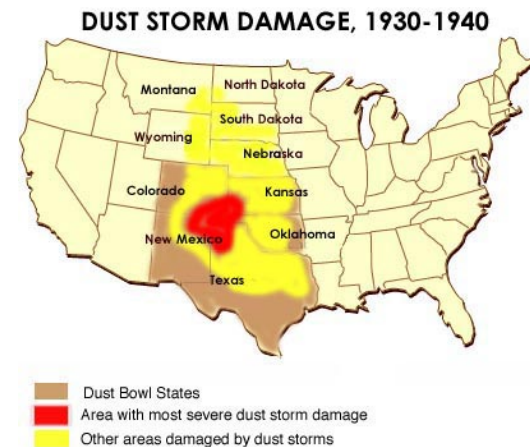 DUST STORM DAMAGE, 1930-1940
Montana
North Dakota
South Dakota
Wyoming
Nebraska
Colorado
Kansas
Oklahoma
New Mexico
Texas
Dust Bowl States
Area with most severe dust storm damage
Other areas damaged by dust storms